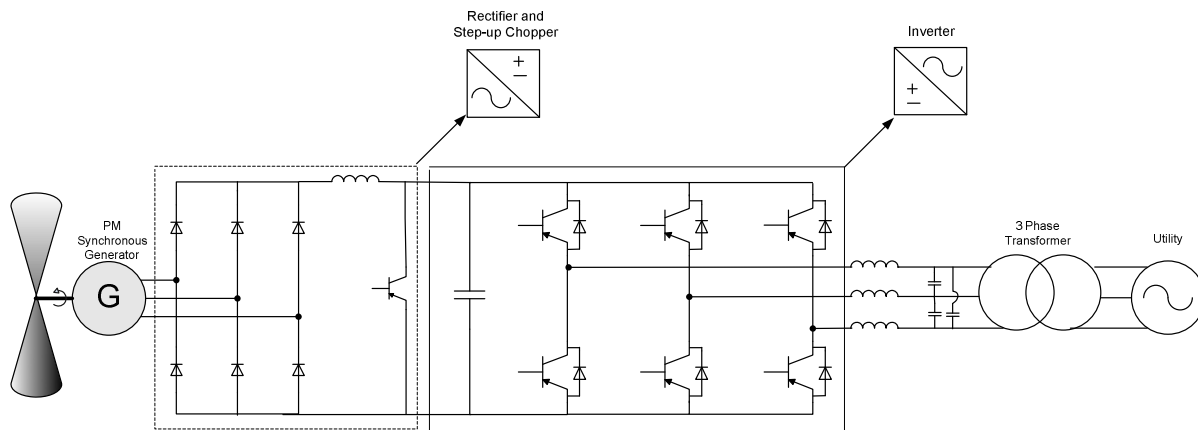 Rectifier and
Step-up Chopper
Inverter
PM
Synchronous
Generator
G
3 Phase
Transformer
Utility